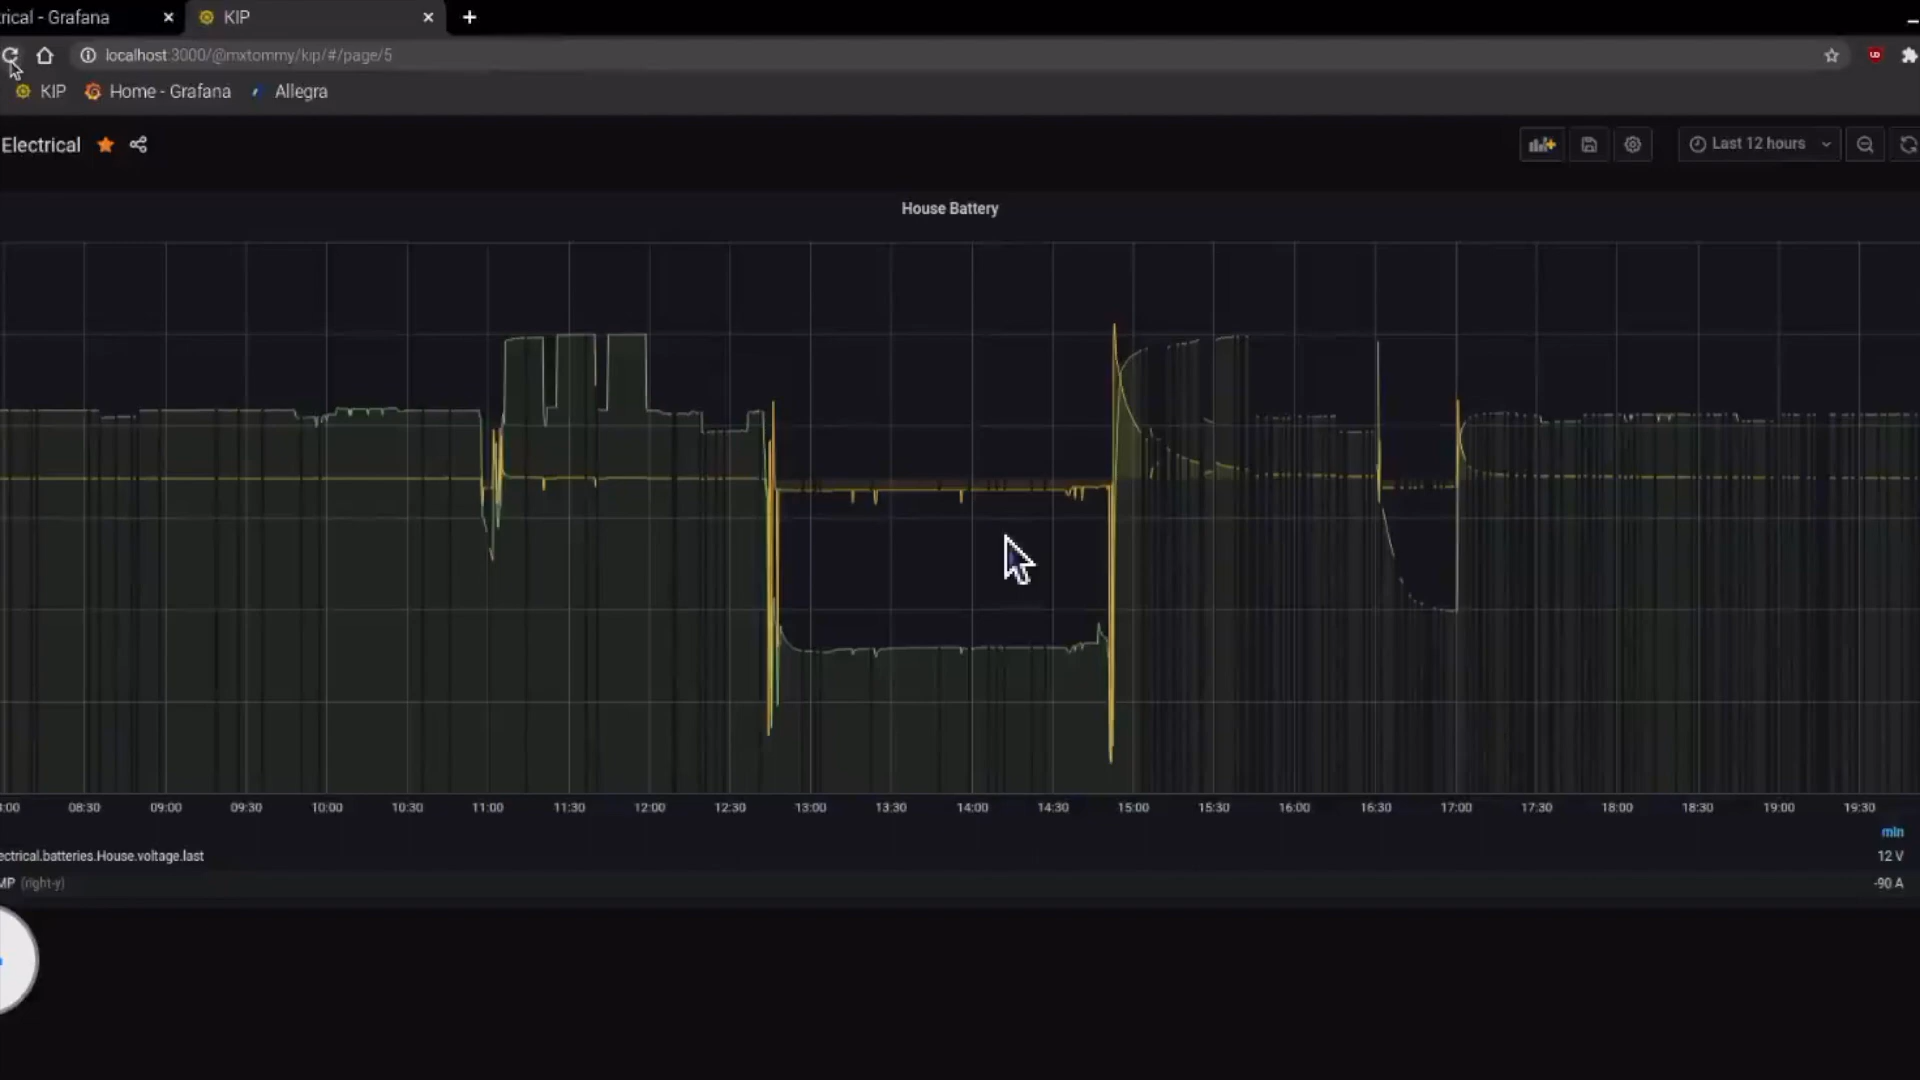 rical - Grafana
KIP
localhost:3000/@mxtommy/kip/#/page/5
KIP
Home - Grafana
Allegra
Electrical
Last 12 hours
House Battery
:00 08:30 09:00 09:30 10:00 10:30 11:00 11:30 12:00 12:30 13:00 13:30 14:00 14:30 15:00 15:30 16:00 16:30 17:00 17:30 18:00 18:30 19:00 19:30
min
ectrical.batteries.House.voltage.last 12 V
MP (right-y) -90 A